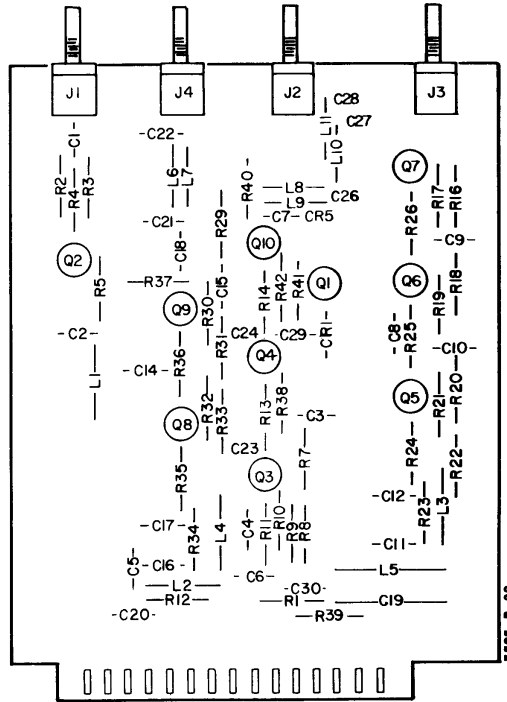 J1 J4 J2 J3
C28
C22 L11 C27
C1 L10
R2 R4 R3 L6 L7 R40 L8 C26 Q7 R17 R16
L9 R26
C21 C7 CR5
R29
C18 Q10 C9
Q2 R5 R37 C15 R14 R42 R41 Q1 Q6 R19 R18
Q9 R30
C2 R31 C24 C29 CR1 C8 R25 C10
L1 R36 Q4
C14 R20
R32 R33 R13 R38 Q5 R21
Q8 C3
C23 R7 R24
R35 Q3 R22
C12 R23 L3
C17 R34 L4 C4 R11 R10 R9 R8
C11
C5 C16 C6 L5
L2 C30
R12 R1 C19
C20 R39